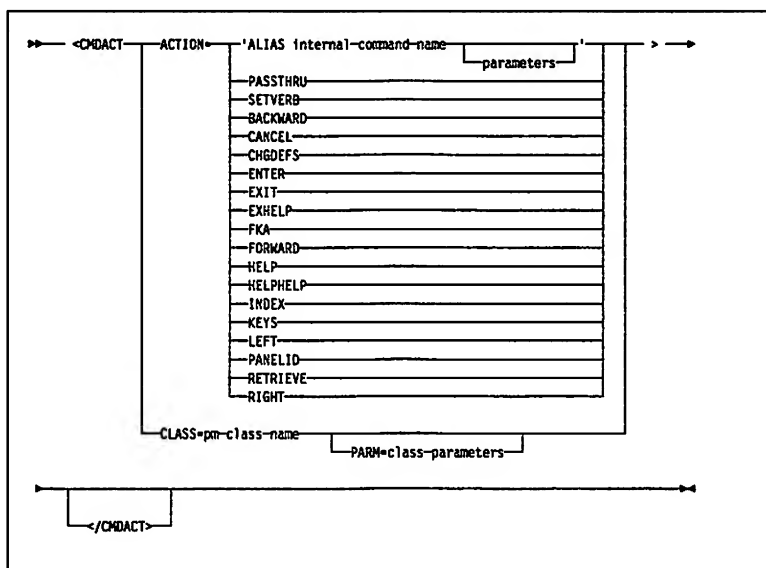 <CMDACT ACTION= 'ALIAS internal-command-name '  >
parameters
PASSTHRU
SETVERB
BACKWARD
CANCEL
CHGDEFS
ENTER
EXIT
EXHELP
FKA
FORWARD
HELP
HELPHELP
INDEX
KEYS
LEFT
PANELID
RETRIEVE
RIGHT
CLASS=pm-class-name
PARM=class-parameters
</CMDACT>